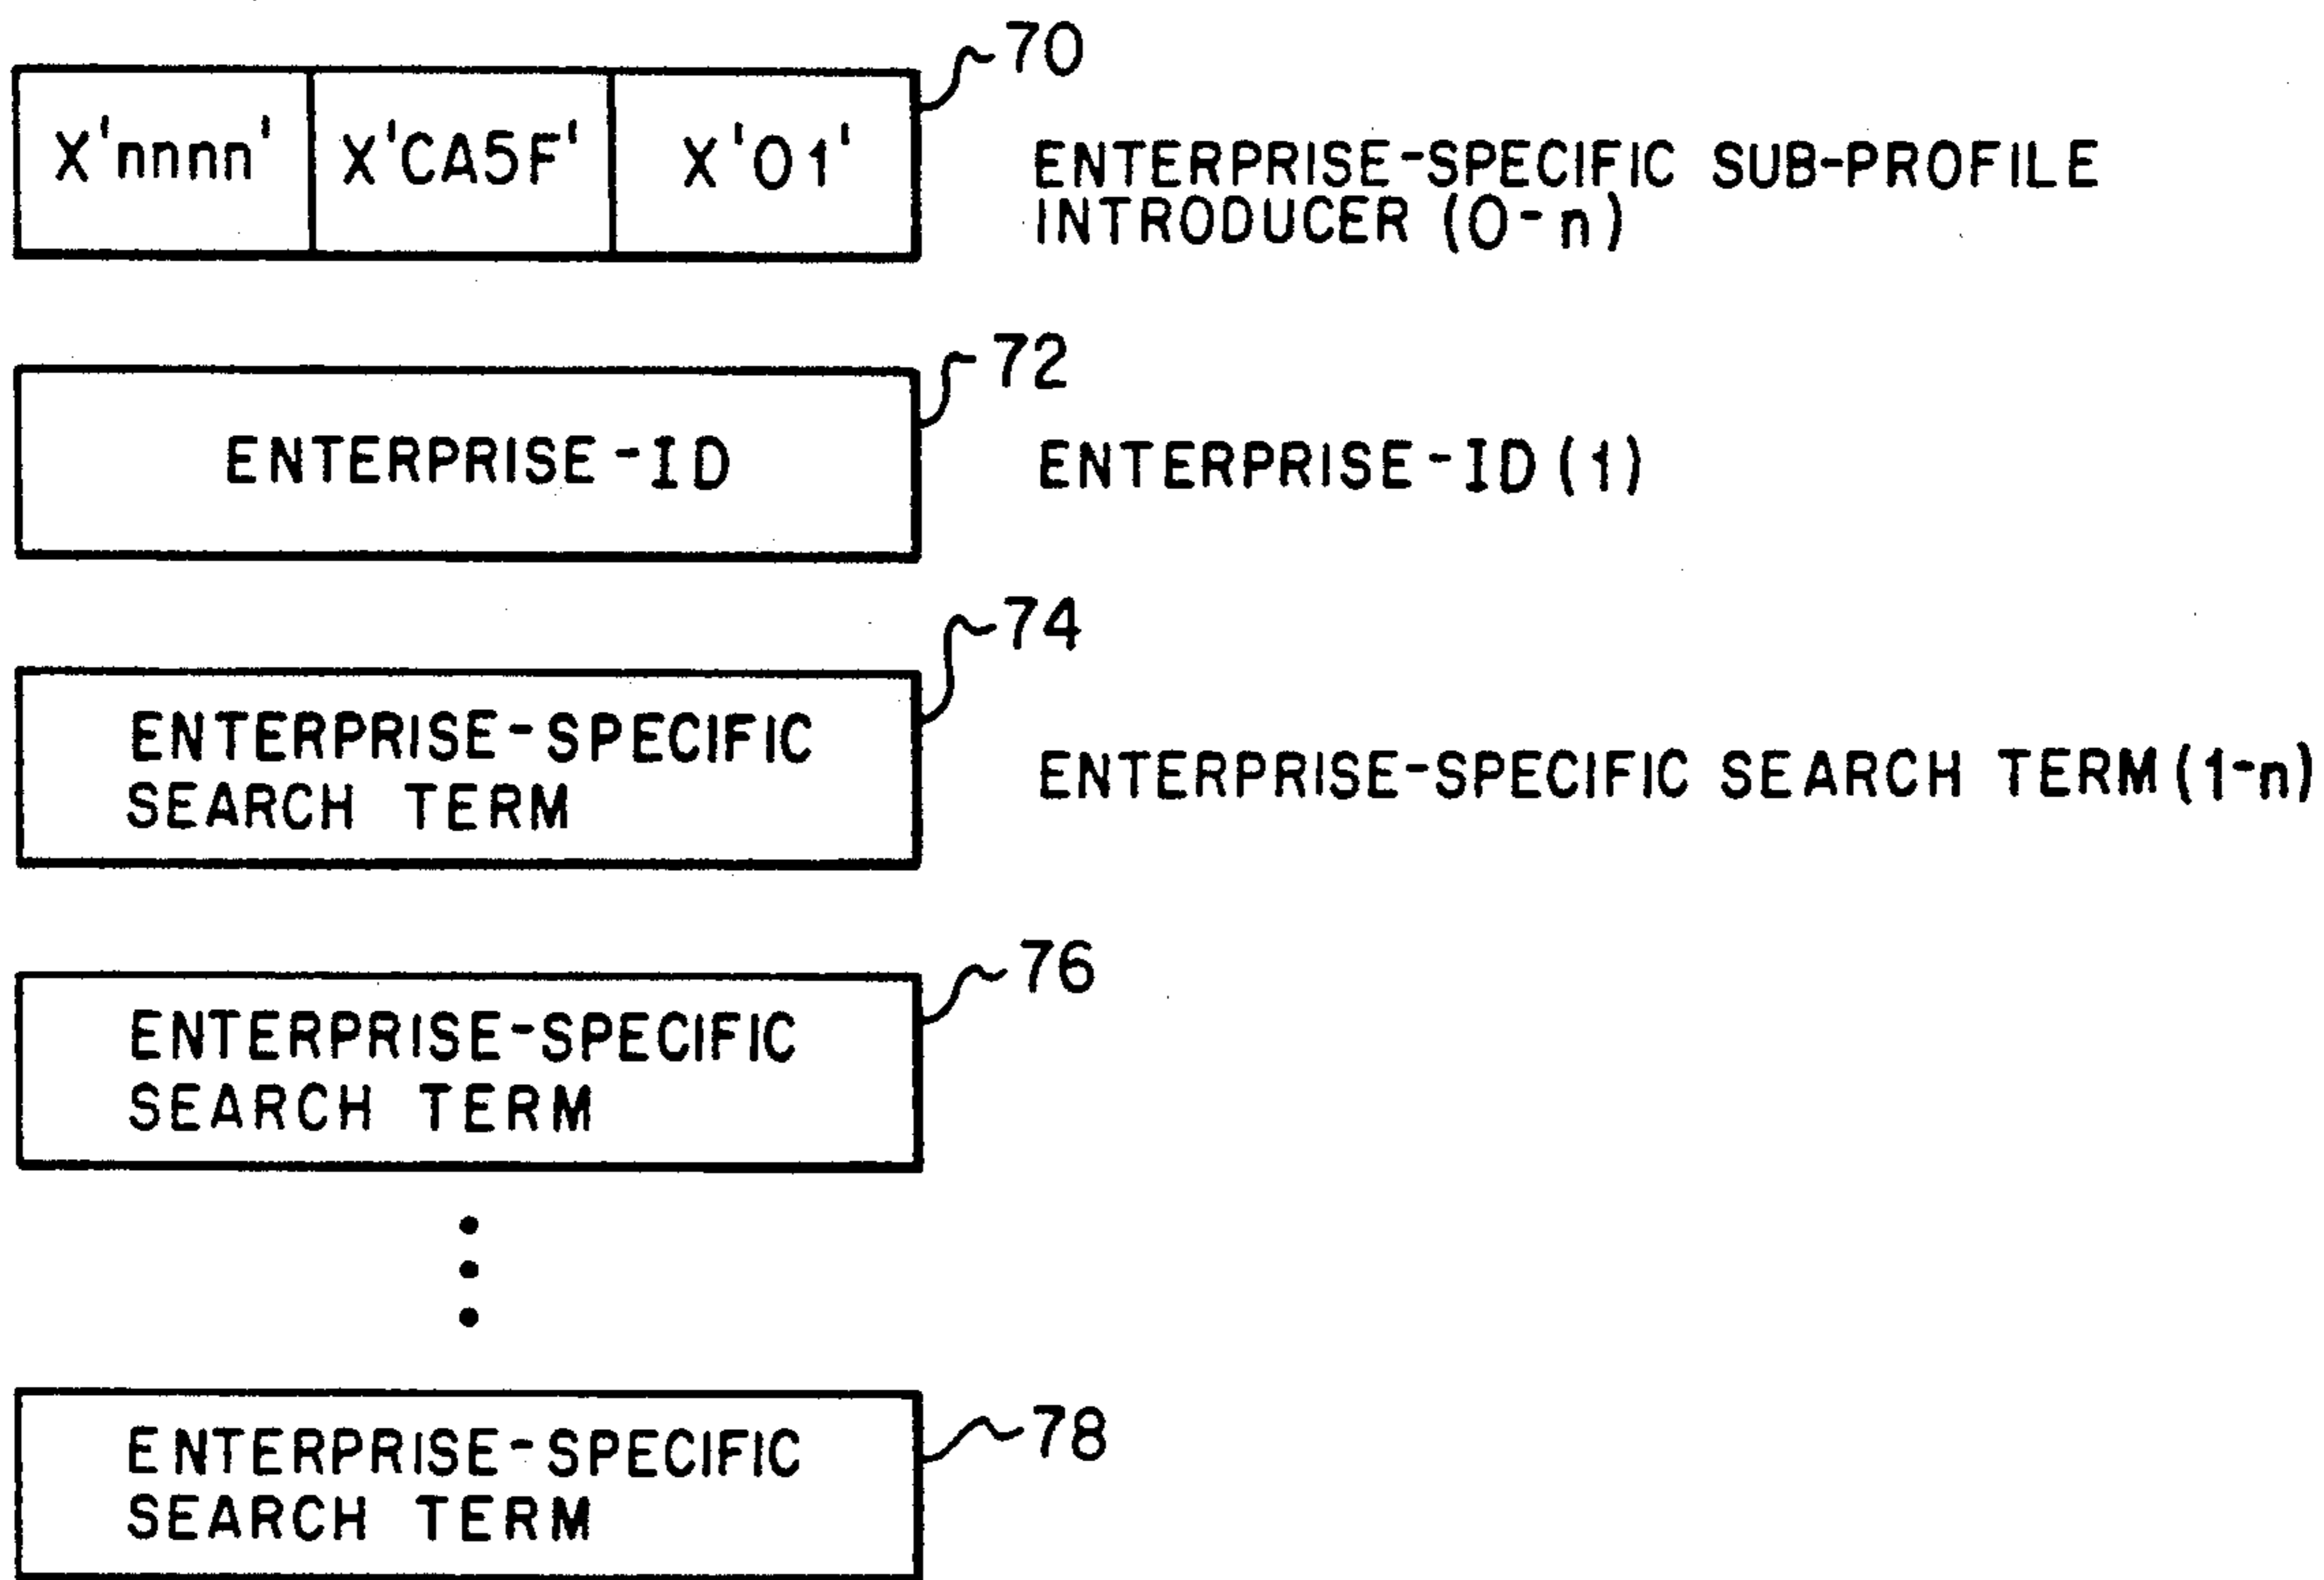 70
X'nnnn' X'CA5F' X'01'
ENTERPRISE-SPECIFIC SUB-PROFILE
INTRODUCER (0-n)
72
ENTERPRISE-ID
ENTERPRISE-ID (1)
74
ENTERPRISE-SPECIFIC
SEARCH TERM
ENTERPRISE-SPECIFIC SEARCH TERM (1-n)
76
ENTERPRISE-SPECIFIC
SEARCH TERM
78
ENTERPRISE-SPECIFIC
SEARCH TERM